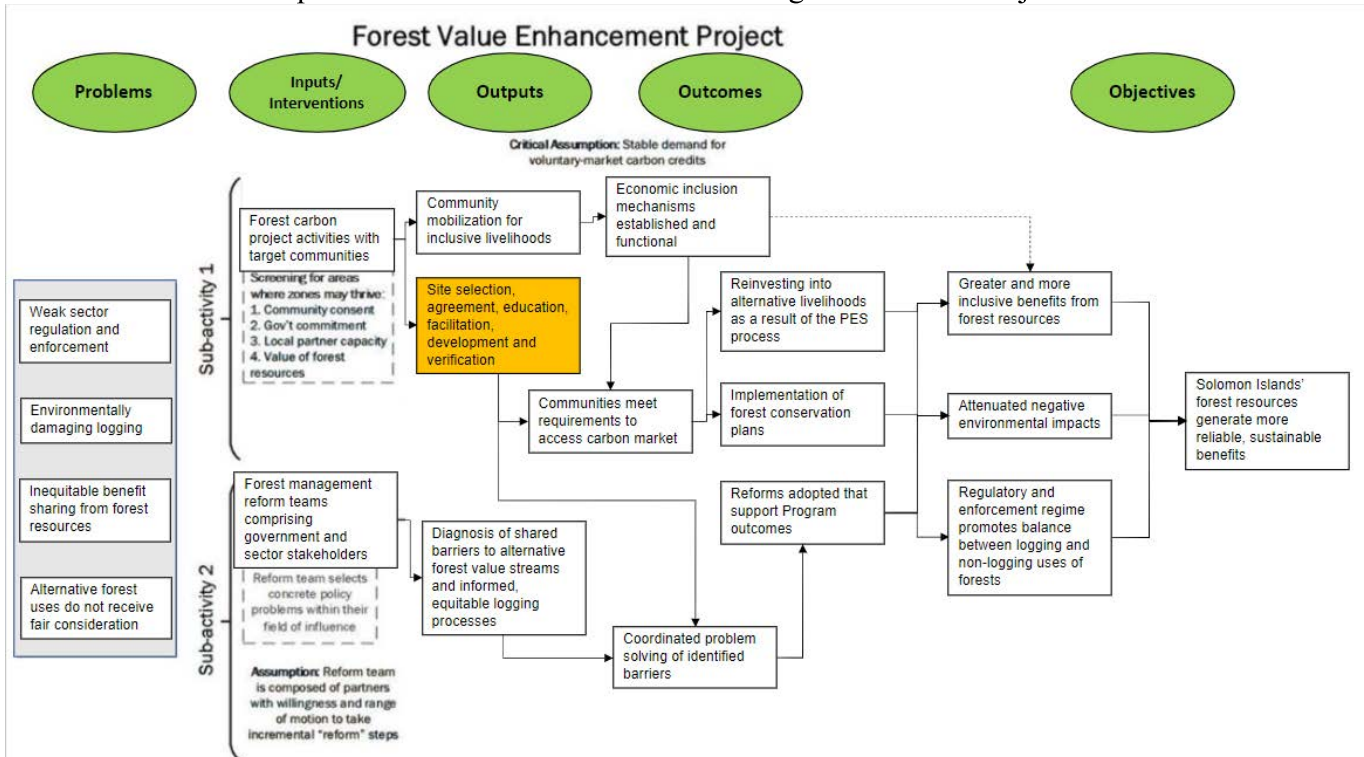 Forest Value Enhancement Project
Problems
Inputs/
Interventions
Outputs
Outcomes
Objectives
Critical Assumption: Stable demand for
voluntary-market carbon credits
Sub-activity 1
Forest carbon
project activities with
target communities
Screening for areas
where zones may thrive:
1. Community consent
2. Gov't commitment
3. Local partner capacity
4. Value of forest
resources
Community
mobilization for
inclusive livelihoods
Economic inclusion
mechanisms
established and
functional
Site selection,
agreement, education,
facilitation,
development and
verification
Communities meet
requirements to
access carbon market
Reinvesting into
alternative livelihoods
as a result of the PES
process
Implementation of
forest conservation
plans
Greater and more
inclusive benefits from
forest resources
Attenuated negative
environmental impacts
Solomon Islands'
forest resources
generate more
reliable, sustainable
benefits
Weak sector
regulation and
enforcement
Environmentally
damaging logging
Inequitable benefit
sharing from forest
resources
Alternative forest
uses do not receive
fair consideration
Sub-activity 2
Forest management
reform teams
comprising
government and
sector stakeholders
Reform team selects
concrete policy
problems within their
field of influence
Assumption: Reform team
is composed of partners
with willingness and range
of motion to take
incremental "reform" steps
Diagnosis of shared
barriers to alternative
forest value streams
and informed,
equitable logging
processes
Coordinated problem
solving of identified
barriers
Reforms adopted that
support Program
outcomes
Regulatory and
enforcement regime
promotes balance
between logging and
non-logging uses of
forests